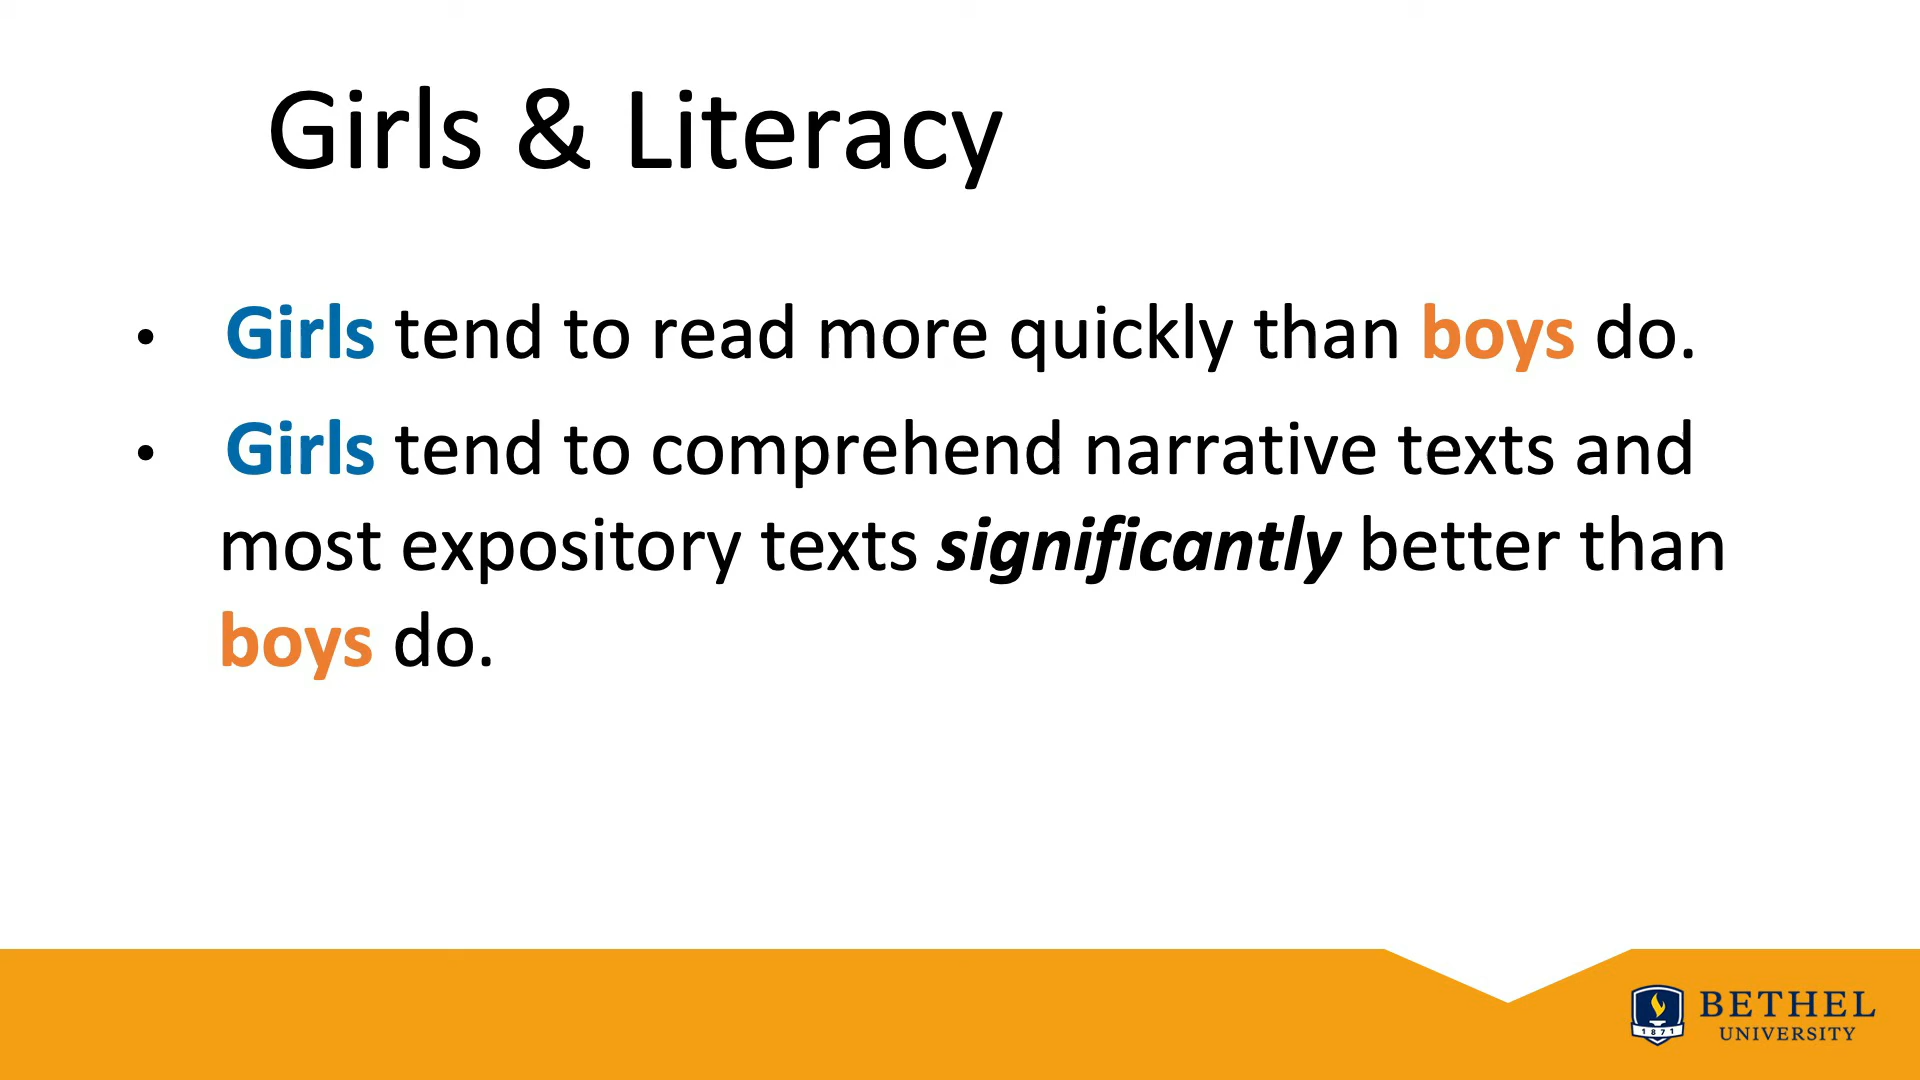 Girls & Literacy
• Girls tend to read more quickly than boys do.
• Girls tend to comprehend narrative texts and
most expository texts significantly better than
boys do.
1871
BETHEL
UNIVERSITY